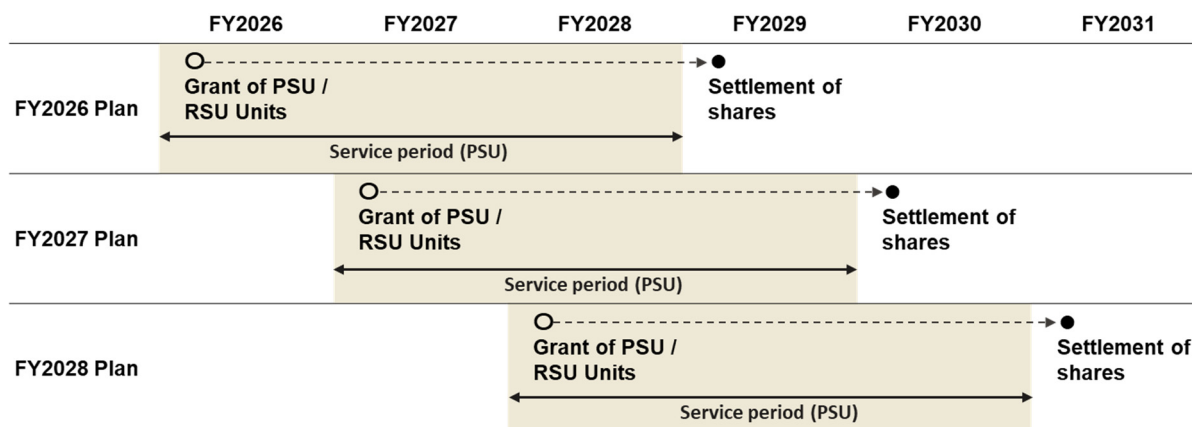 FY2026 FY2027 FY2028 FY2029 FY2030 FY2031
FY2026 Plan
Grant of PSU /
RSU Units
Settlement of
shares
Service period (PSU)
FY2027 Plan
Grant of PSU /
RSU Units
Settlement of
shares
Service period (PSU)
FY2028 Plan
Grant of PSU /
RSU Units
Settlement of
shares
Service period (PSU)